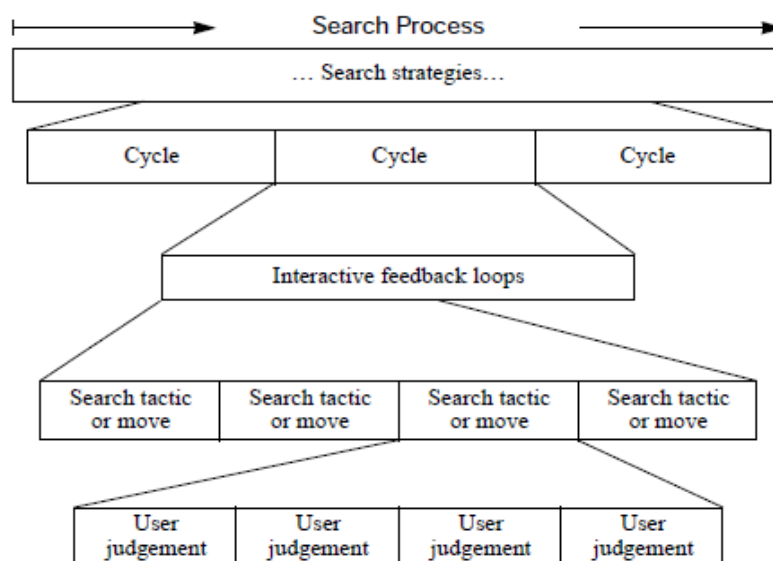 Search Process
… Search strategies…
Cycle Cycle Cycle
Interactive feedback loops
Search tactic Search tactic Search tactic Search tactic
or move or move or move or move
User User User User
judgement judgement judgement judgement